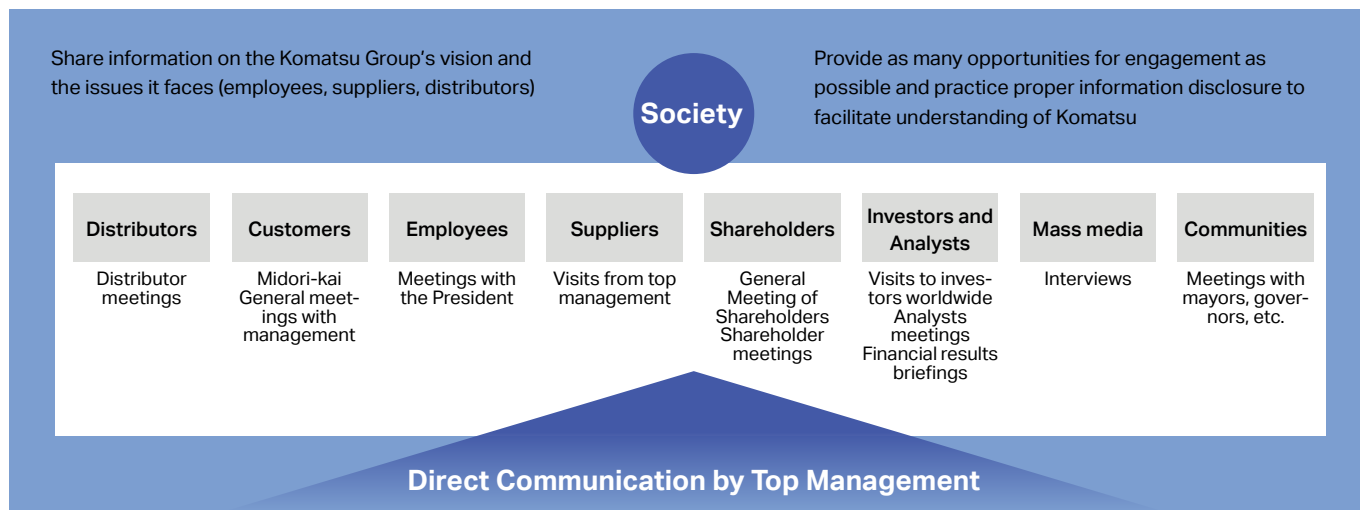 Share information on the Komatsu Group's vision and
the issues it faces (employees, suppliers, distributors)
Society
Provide as many opportunities for engagement as
possible and practice proper information disclosure to
facilitate understanding of Komatsu
Distributors
Distributor
meetings
Customers
Midori-kai
General meet-
ings with
management
Employees
Meetings with
the President
Suppliers
Visits from top
management
Shareholders
General
Meeting of
Shareholders
Shareholder
meetings
Investors and
Analysts
Visits to inves-
tors worldwide
Analysts
meetings
Financial results
briefings
Mass media
Interviews
Communities
Meetings with
mayors, gover-
nors, etc.
Direct Communication by Top Management